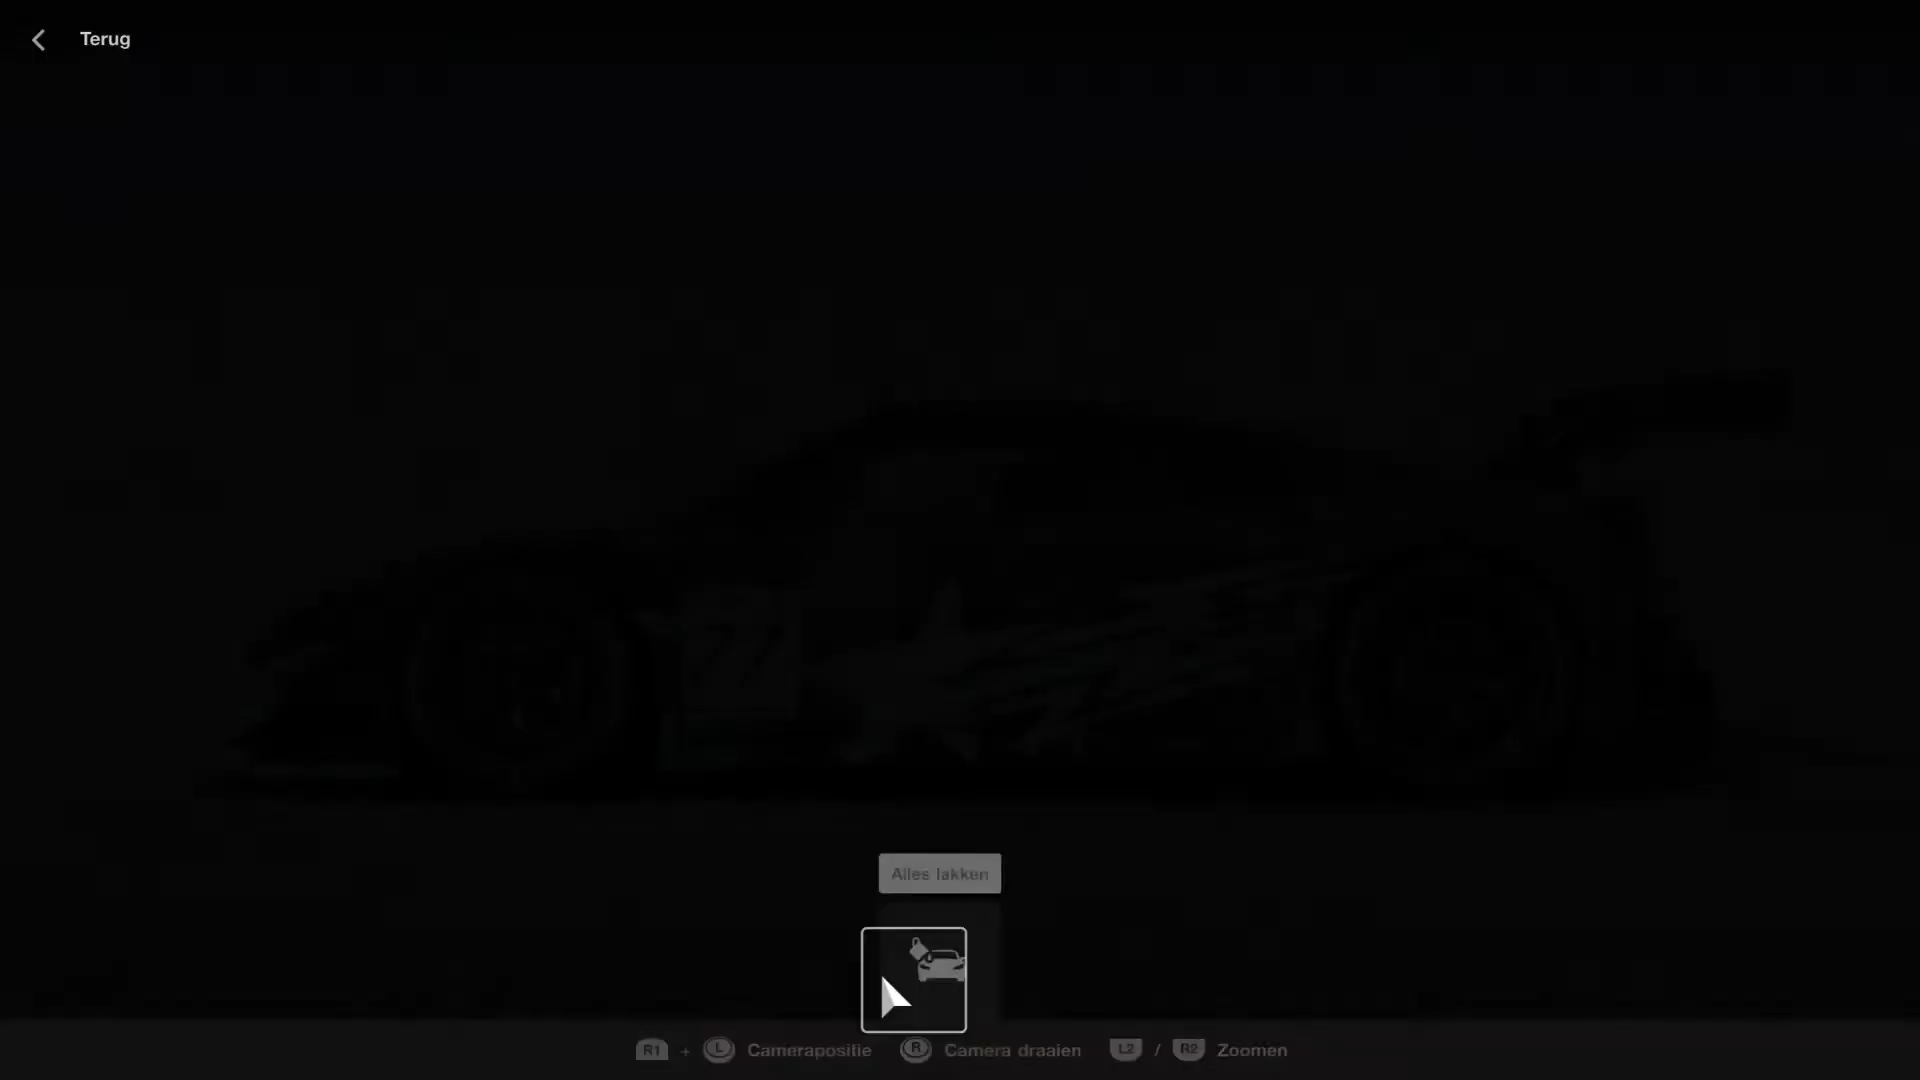 Terug
Alles lakken
R1 + L Camerapositie R Camera draaien L2 / R2 Zoomen